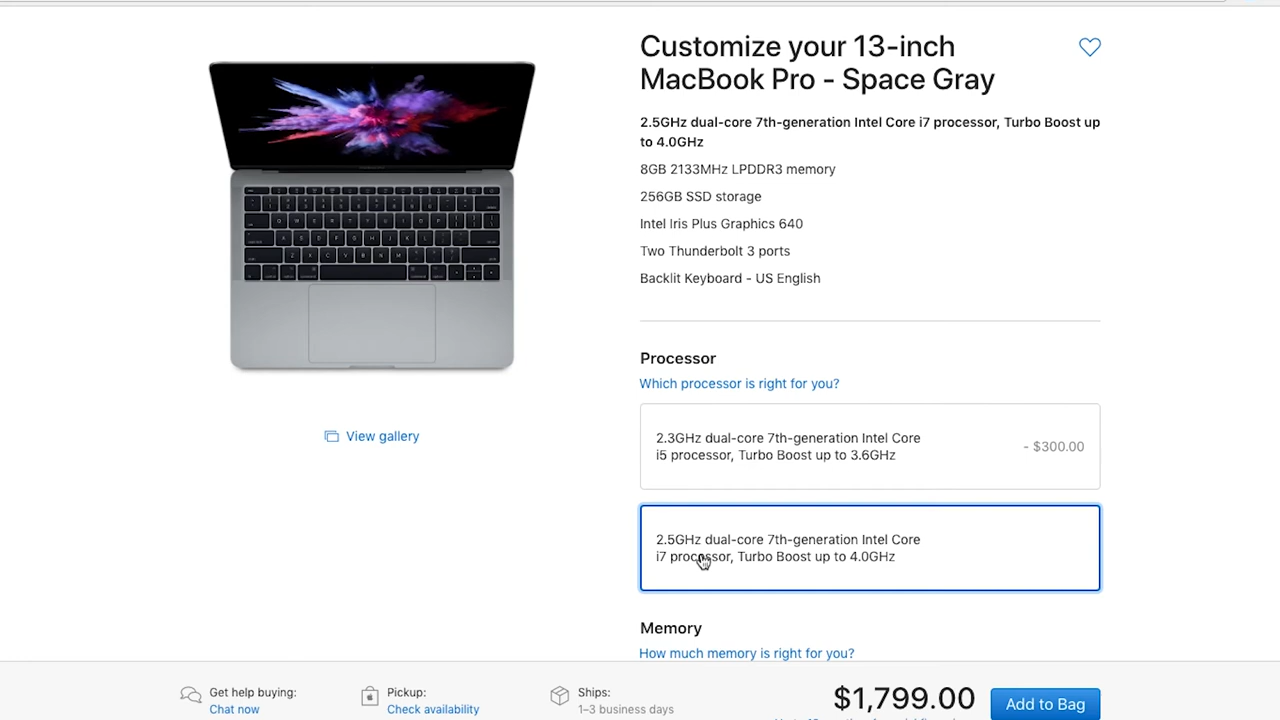 Customize your 13-inch
MacBook Pro - Space Gray
2.5GHz dual-core 7th-generation Intel Core i7 processor, Turbo Boost up
to 4.0GHz
8GB 2133MHz LPDDR3 memory
256GB SSD storage
Intel Iris Plus Graphics 640
Two Thunderbolt 3 ports
Backlit Keyboard - US English
View gallery
Processor
Which processor is right for you?
2.3GHz dual-core 7th-generation Intel Core
i5 processor, Turbo Boost up to 3.6GHz
- $300.00
2.5GHz dual-core 7th-generation Intel Core
i7 processor, Turbo Boost up to 4.0GHz
Memory
How much memory is right for you?
Get help buying:
Chat now
Pickup:
Check availability
Ships:
1–3 business days
$1,799.00
Add to Bag